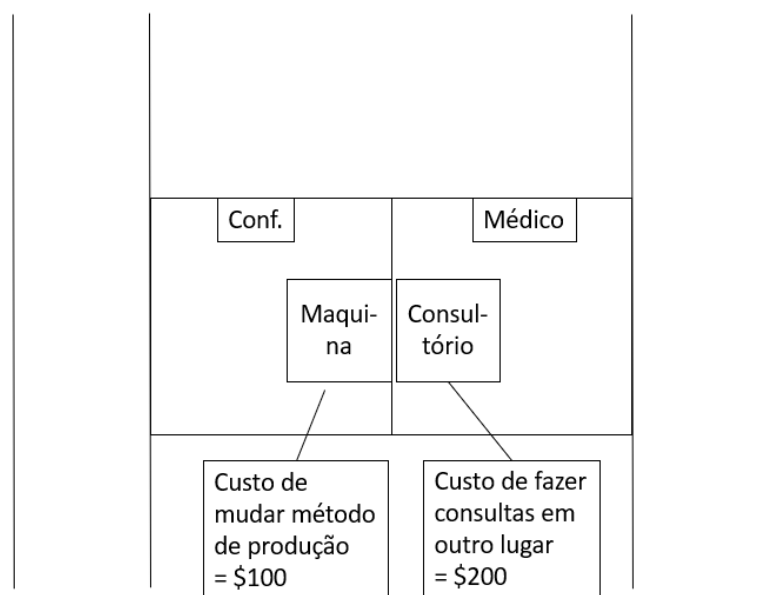 Conf.
Médico
Maqui-
na
Consul-
tório
Custo de
mudar método
de produção
= $100
Custo de fazer
consultas em
outro lugar
= $200